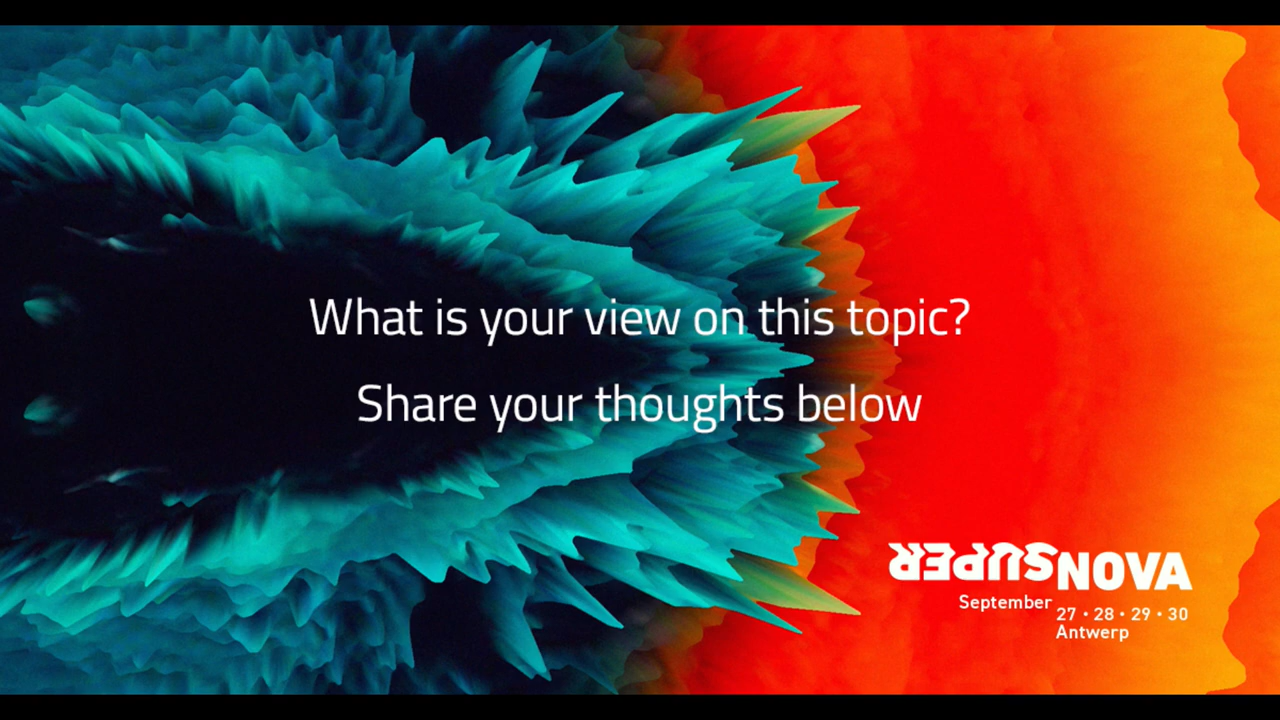 What is your view on this topic?
Share your thoughts below
SUPERNOVA
September 27 • 28 • 29 • 30
Antwerp